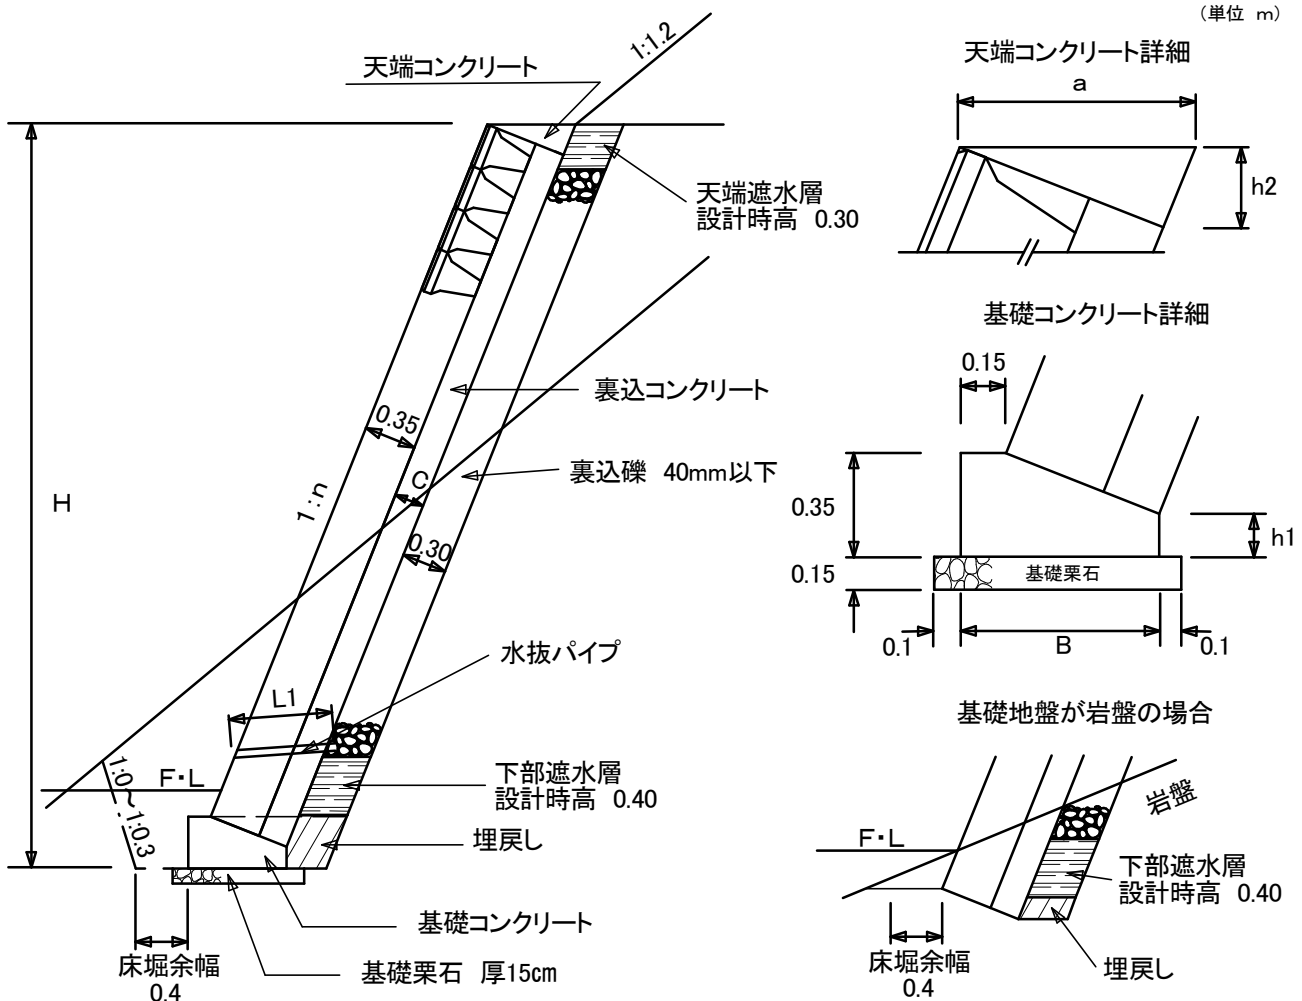 (単位 m)
1:1.2
天端コンクリート
天端コンクリート詳細
a
h2
天端遮水層
設計時高 0.30
基礎コンクリート詳細
0.15
裏込コンクリート
0.35
C
裏込礫 40mm以下
H
1:n
0.30
0.35
h1
0.15
基礎栗石
0.1
B
0.1
水抜パイプ
L1
基礎地盤が岩盤の場合
F・L
1:0~1:0.3
下部遮水層
設計時高 0.40
埋戻し
岩盤
F・L
下部遮水層
設計時高 0.40
基礎コンクリート
床堀余幅
0.4
基礎栗石 厚15cm
床堀余幅
0.4
埋戻し